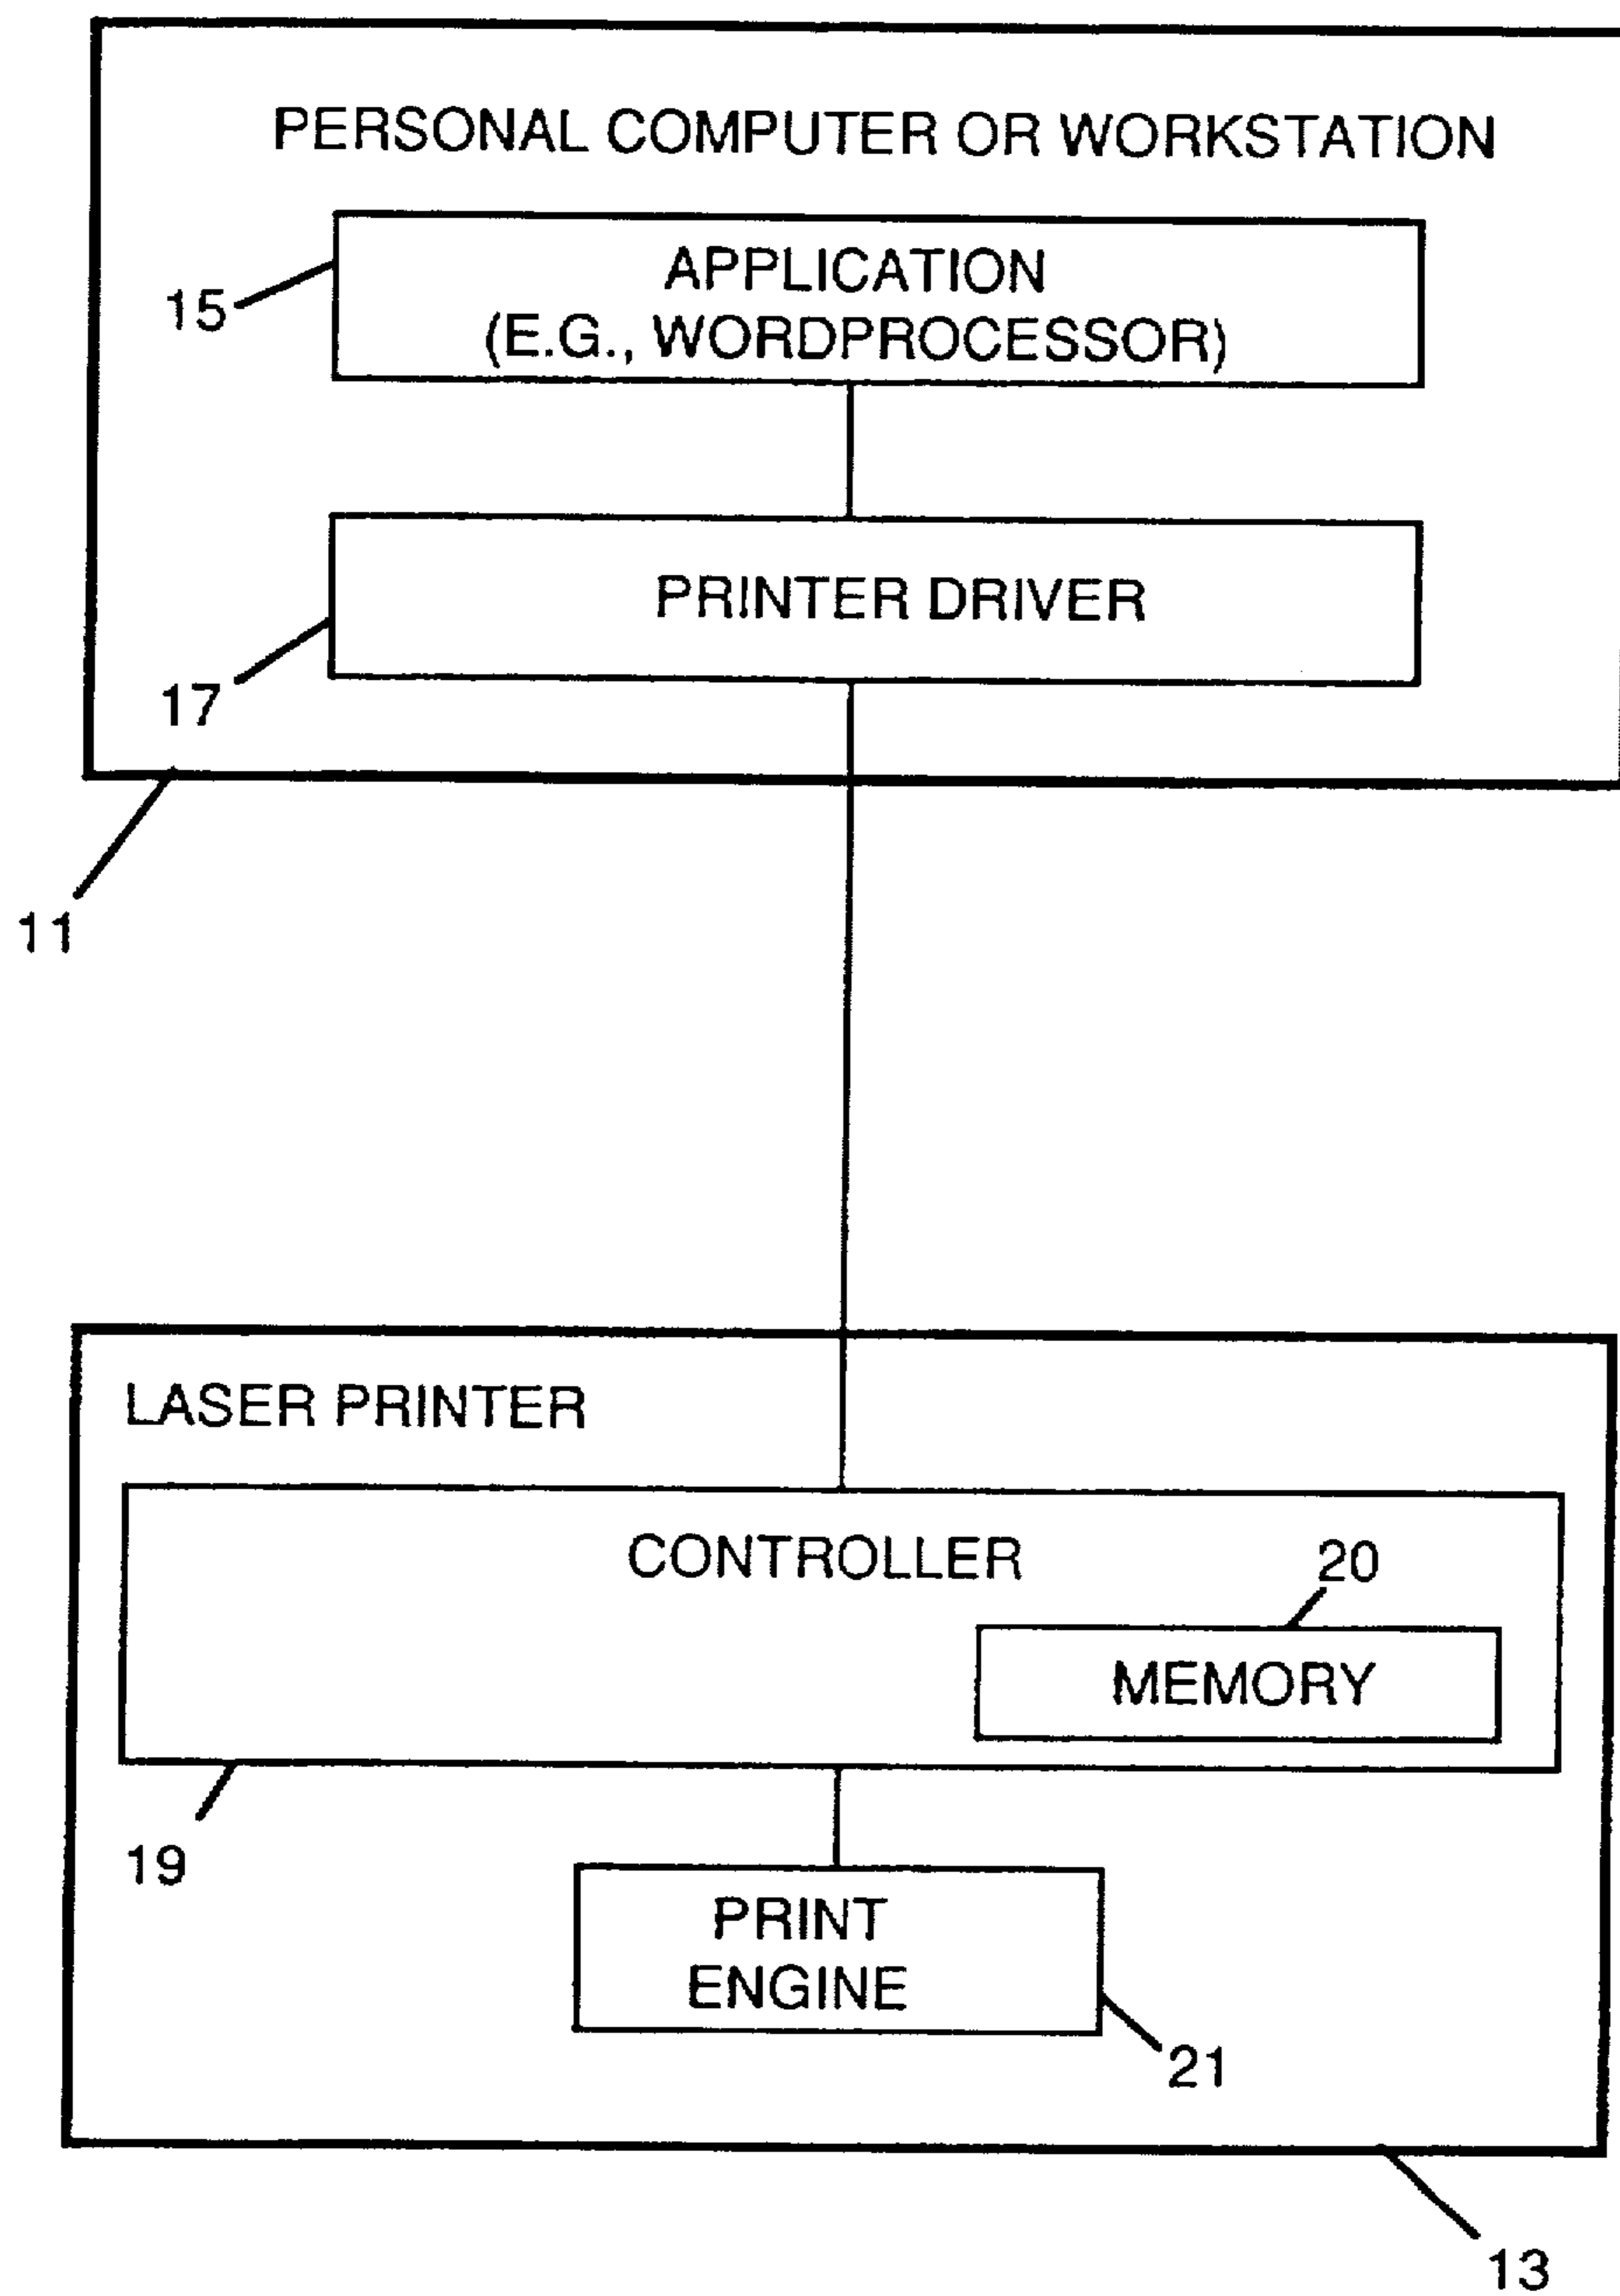 PERSONAL COMPUTER OR WORKSTATION
APPLICATION
(E.G., WORDPROCESSOR)
15
PRINTER DRIVER
17
11
LASER PRINTER
CONTROLLER
20
MEMORY
19
PRINT
ENGINE
21
13